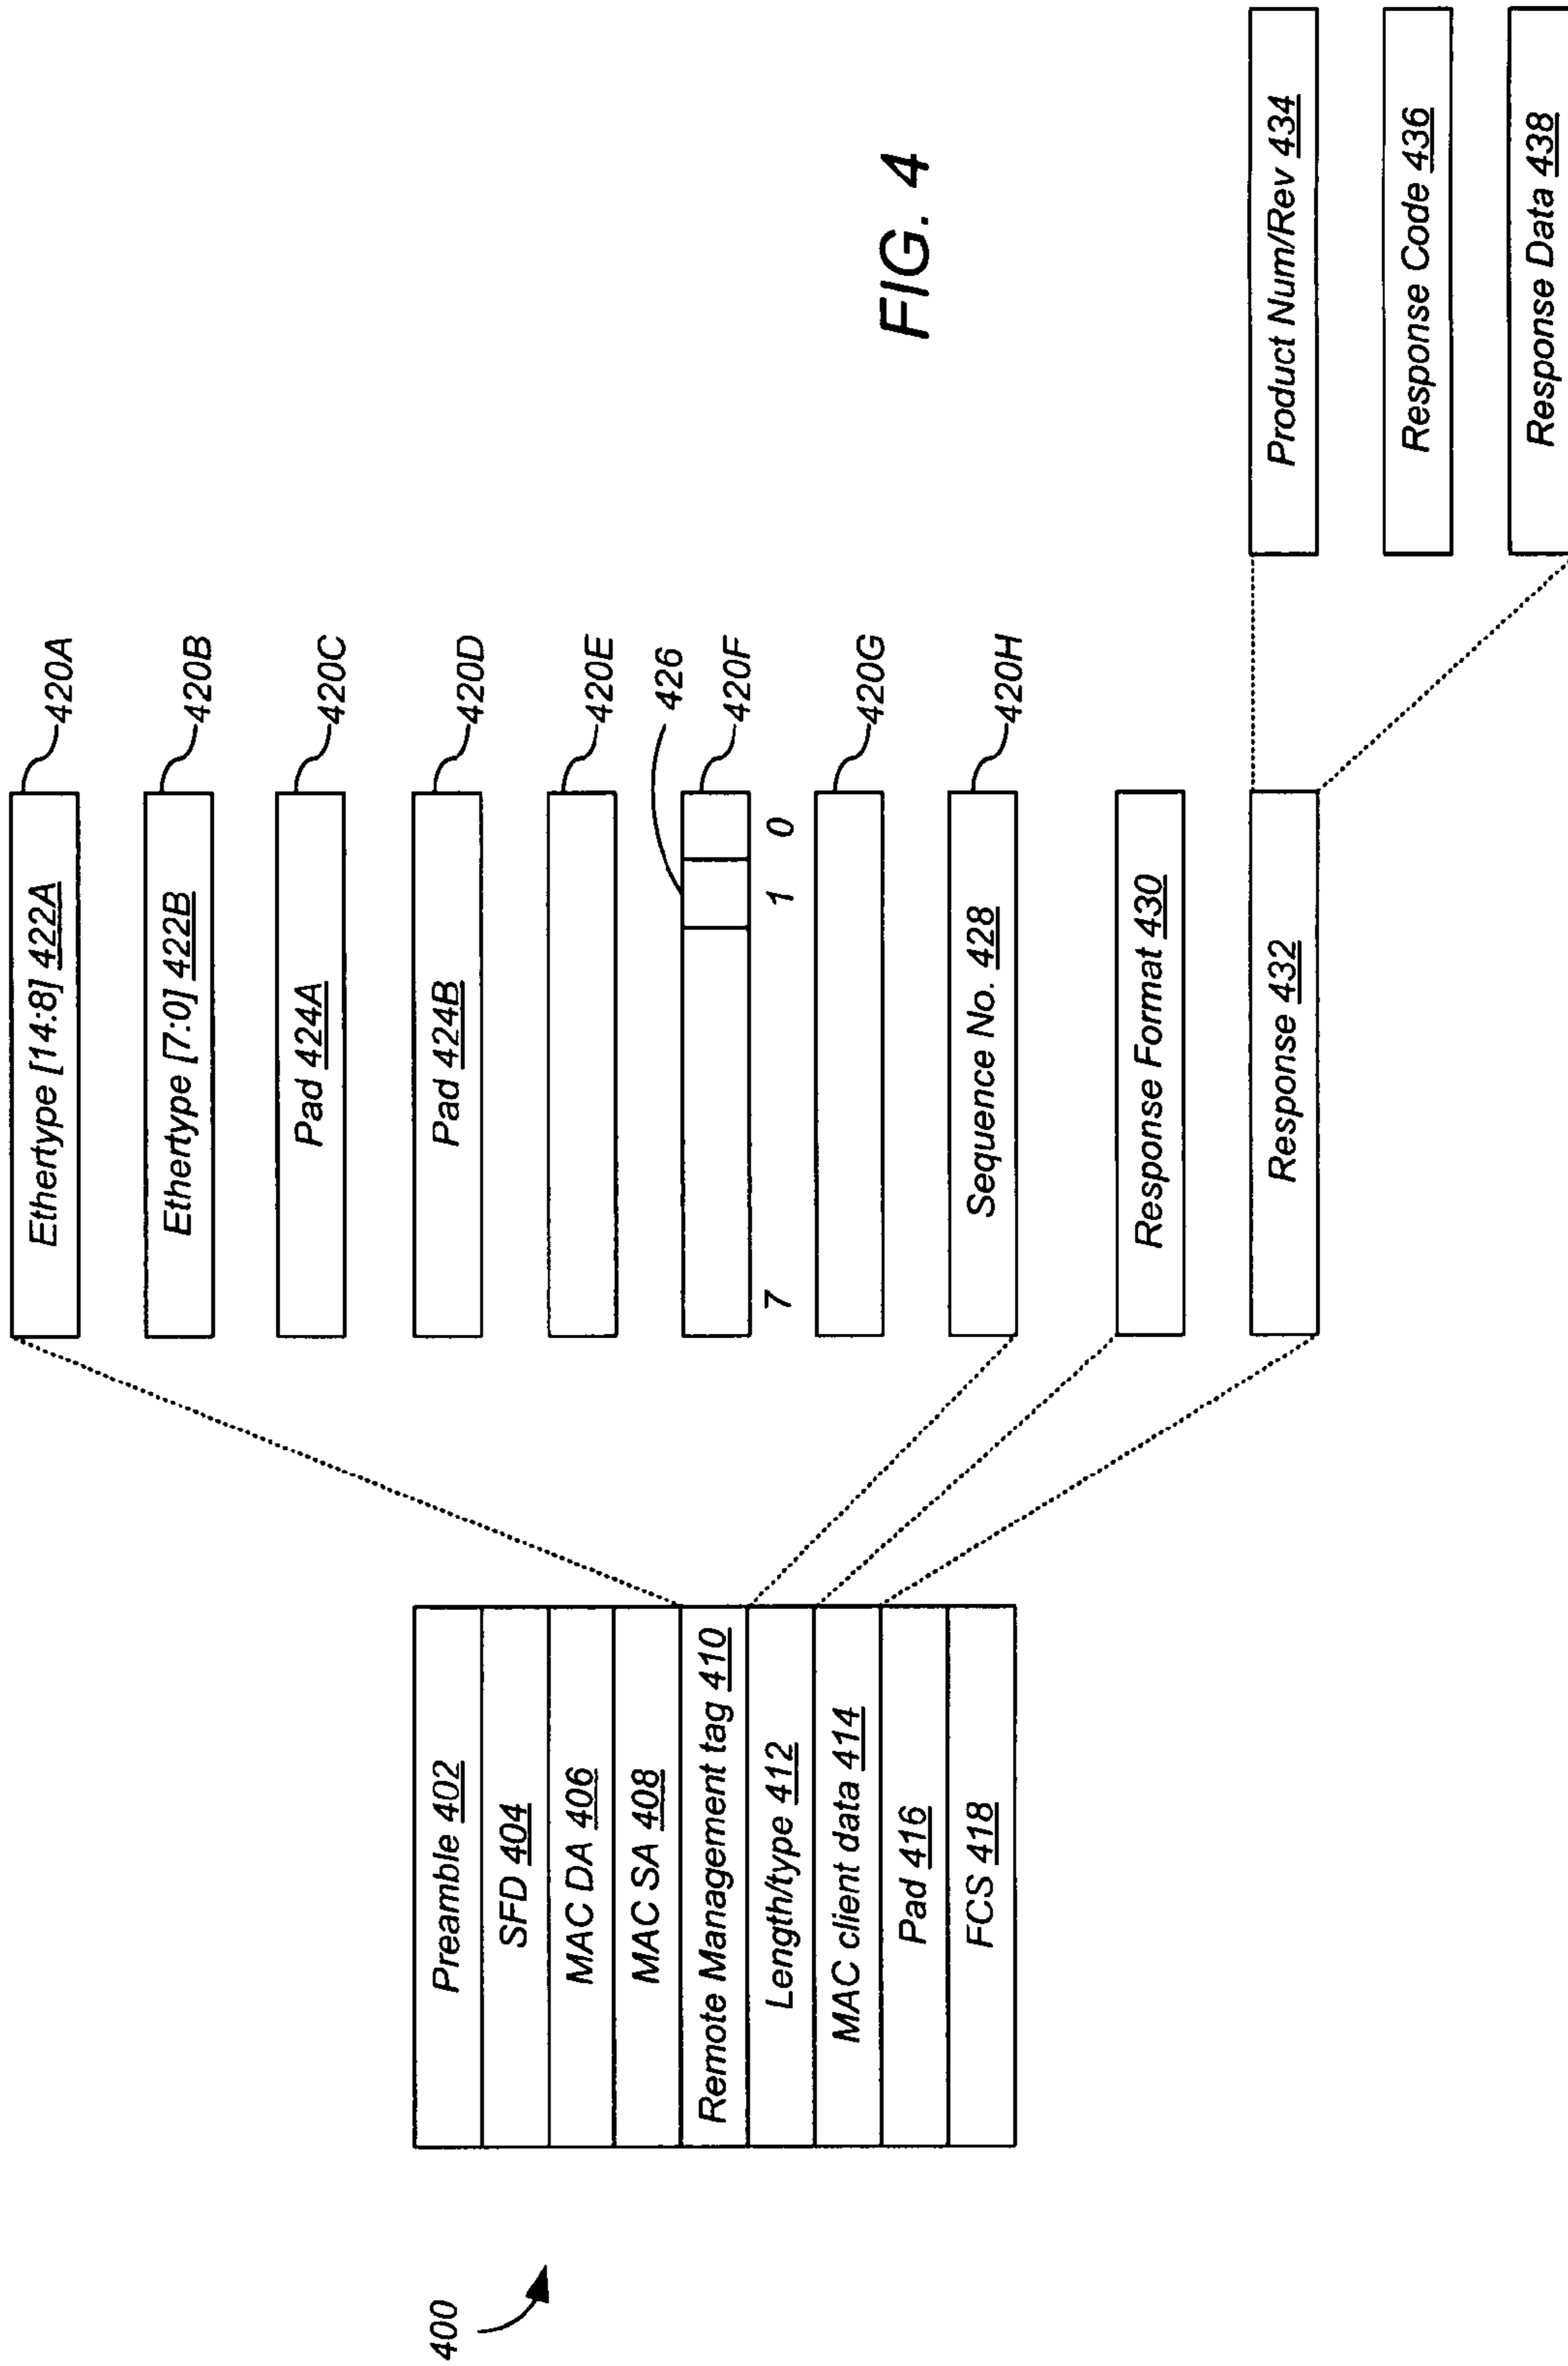 400
Preamble 402
SFD 404
MAC DA 406
MAC SA 408
Remote Management tag 410
Length/type 412
MAC client data 414
Pad 416
FCS 418
Ethertype [14:8] 422A
420A
Ethertype [7:0] 422B
420B
Pad 424A
420C
Pad 424B
420D
420E
426
420F
7 1 0
420G
Sequence No. 428
420H
Response Format 430
Response 432
Product Num/Rev 434
Response Code 436
Response Data 438
FIG. 4